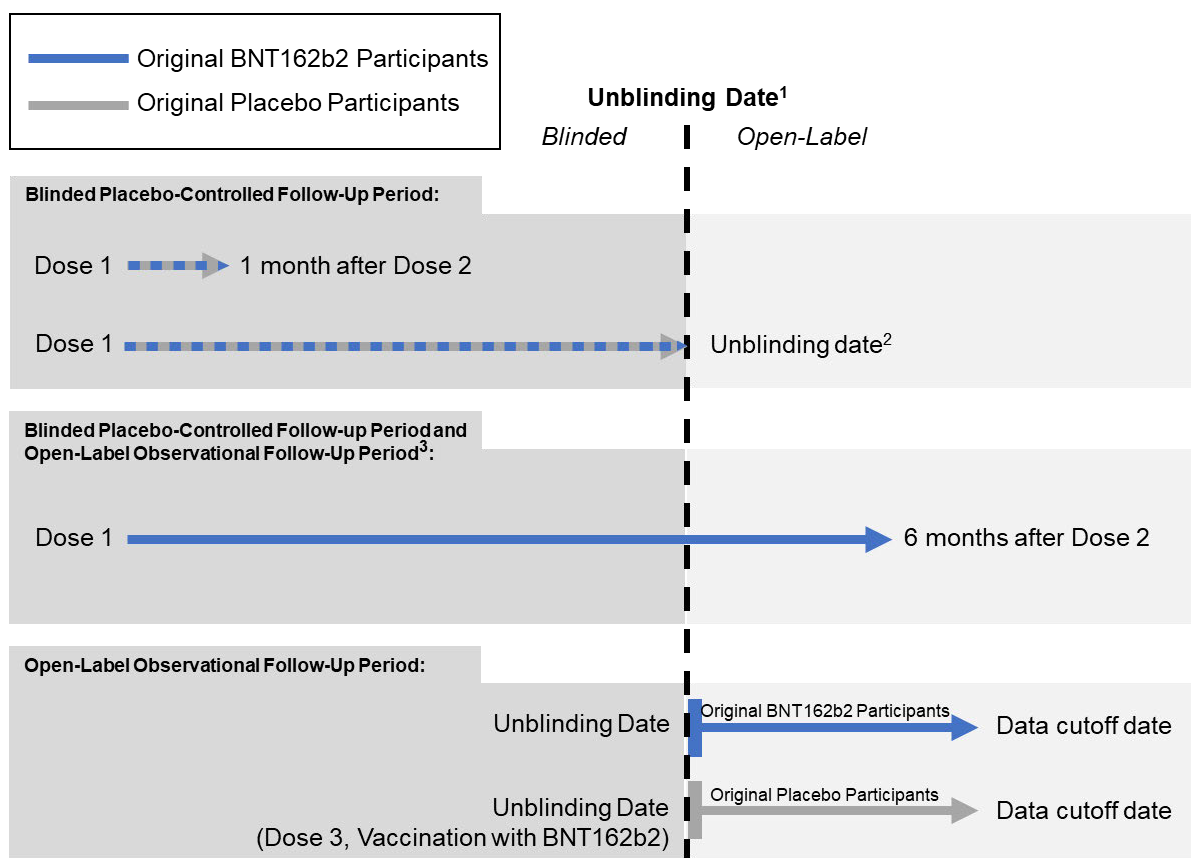 Original BNT162b2 Participants
Original Placebo Participants
Unblinding Date¹
Blinded
Open-Label
Blinded Placebo-Controlled Follow-Up Period:
Dose 1
1 month after Dose 2
Dose 1
Unblinding date²
Blinded Placebo-Controlled Follow-up Period and
Open-Label Observational Follow-Up Period³:
Dose 1
6 months after Dose 2
Open-Label Observational Follow-Up Period:
Unblinding Date
Original BNT162b2 Participants
Data cutoff date
Unblinding Date
(Dose 3, Vaccination with BNT162b2)
Original Placebo Participants
Data cutoff date